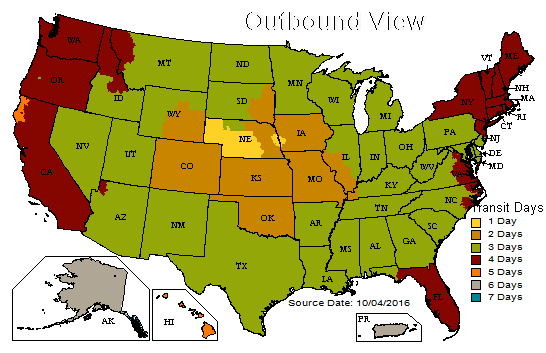 Outbound View
WA
MT
ND
MN
VT
ME
OR
ID
SD
WI
MI
NY
NH
MA
WY
IA
RI
CT
NV
NE
PA
NJ
UT
IL
IN
OH
DE
CO
WV
VA
MD
CA
KS
MO
KY
NC
TN
Transit Days
AZ
NM
OK
AR
SC
1 Day
2 Days
MS
AL
GA
3 Days
TX
LA
4 Days
5 Days
FL
6 Days
Source Date: 10/04/2016
7 Days
AK
HI
PR